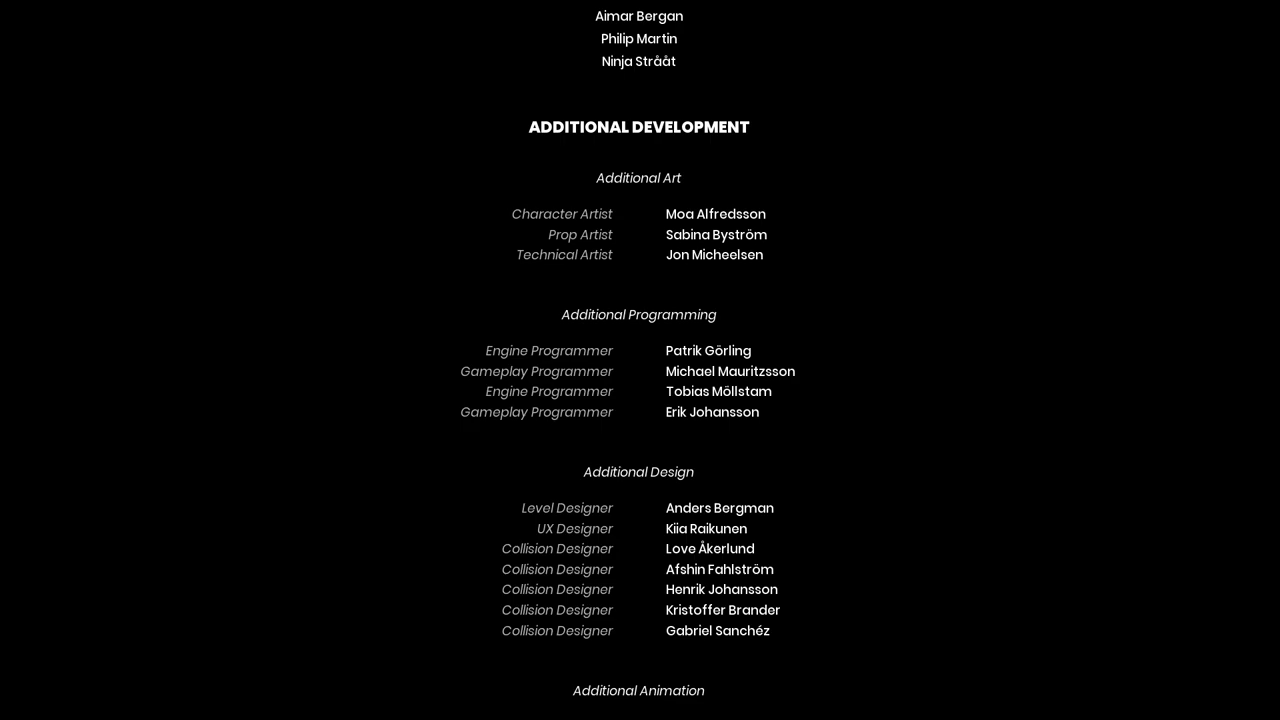 Aimar Bergan
Philip Martin
Ninja Strååt
ADDITIONAL DEVELOPMENT
Additional Art
Character Artist Moa Alfredsson
Prop Artist Sabina Byström
Technical Artist Jon Micheelsen
Additional Programming
Engine Programmer Patrik Görling
Gameplay Programmer Michael Mauritzsson
Engine Programmer Tobias Möllstam
Gameplay Programmer Erik Johansson
Additional Design
Level Designer Anders Bergman
UX Designer Kiia Raikunen
Collision Designer Love Åkerlund
Collision Designer Afshin Fahlström
Collision Designer Henrik Johansson
Collision Designer Kristoffer Brander
Collision Designer Gabriel Sanchéz
Additional Animation